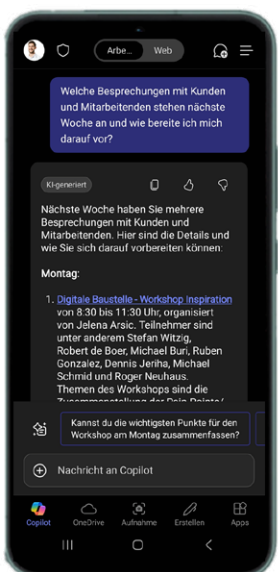 Arbe...
Web
Welche Besprechungen mit Kunden
und Mitarbeitenden stehen nächste
Woche an und wie bereite ich mich
darauf vor?
KI-generiert
Nächste Woche haben Sie mehrere
Besprechungen mit Kunden und
Mitarbeitenden. Hier sind die Details und
wie Sie sich darauf vorbereiten können:
Montag:
1. Digitale Baustelle - Workshop Inspiration
von 8:30 bis 11:30 Uhr, organisiert
von Jelena Arsic. Teilnehmer sind
unter anderem Stefan Witzig,
Robert de Boer, Michael Buri, Ruben
Gonzalez, Dennis Jeriha, Michael
Schmid und Roger Neuhaus.
Themen des Workshops sind die
Zusammenstellung der Pain Points/
Kannst du die wichtigsten Punkte für den
Workshop am Montag zusammenfassen?
Nachricht an Copilot
Copilot
OneDrive
Aufnahme
Erstellen
Apps